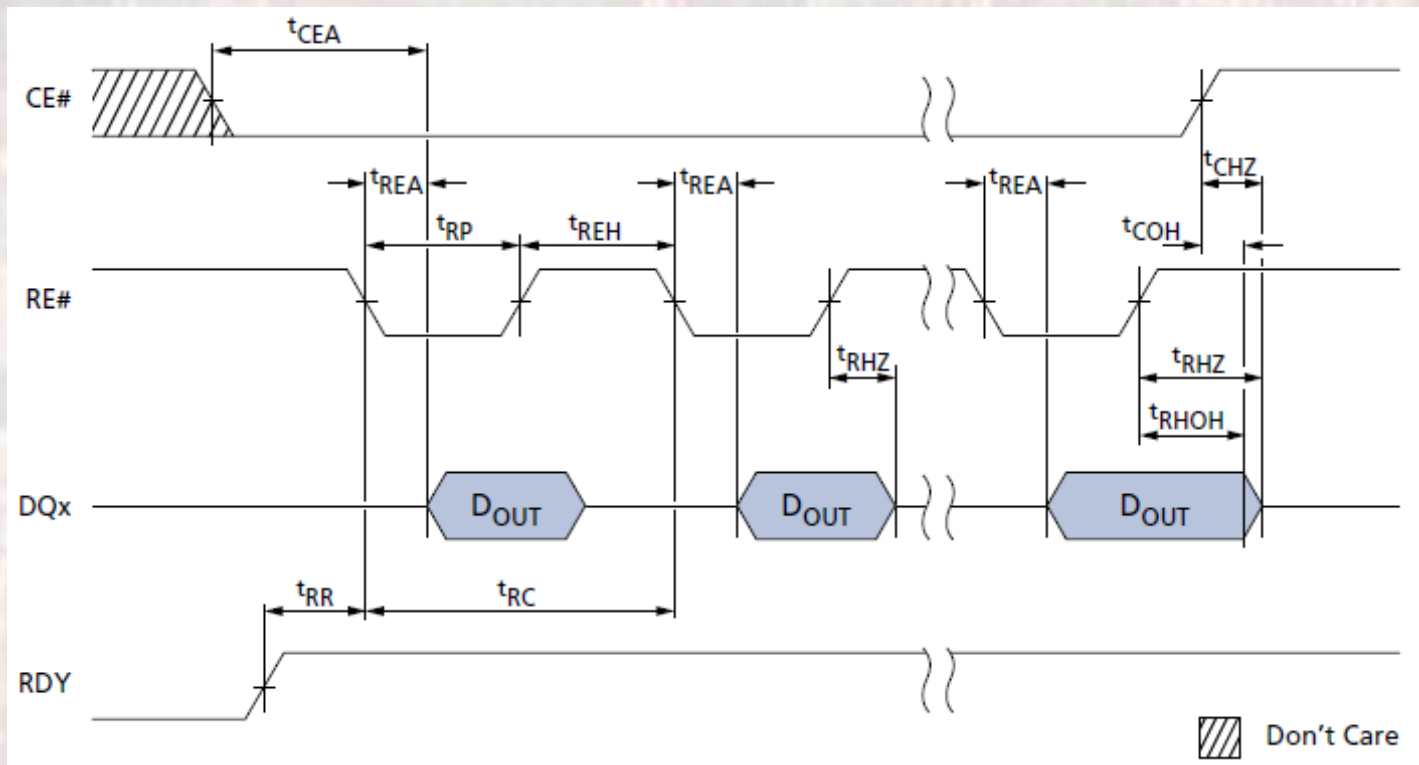 tCEA
CE#
tCHZ
tREA
tREA
tREA
tRP
tREH
tCOH
RE#
tRHZ
tRHZ
tRHOH
DQx
DOUT
DOUT
DOUT
tRR
tRC
RDY
Don't Care